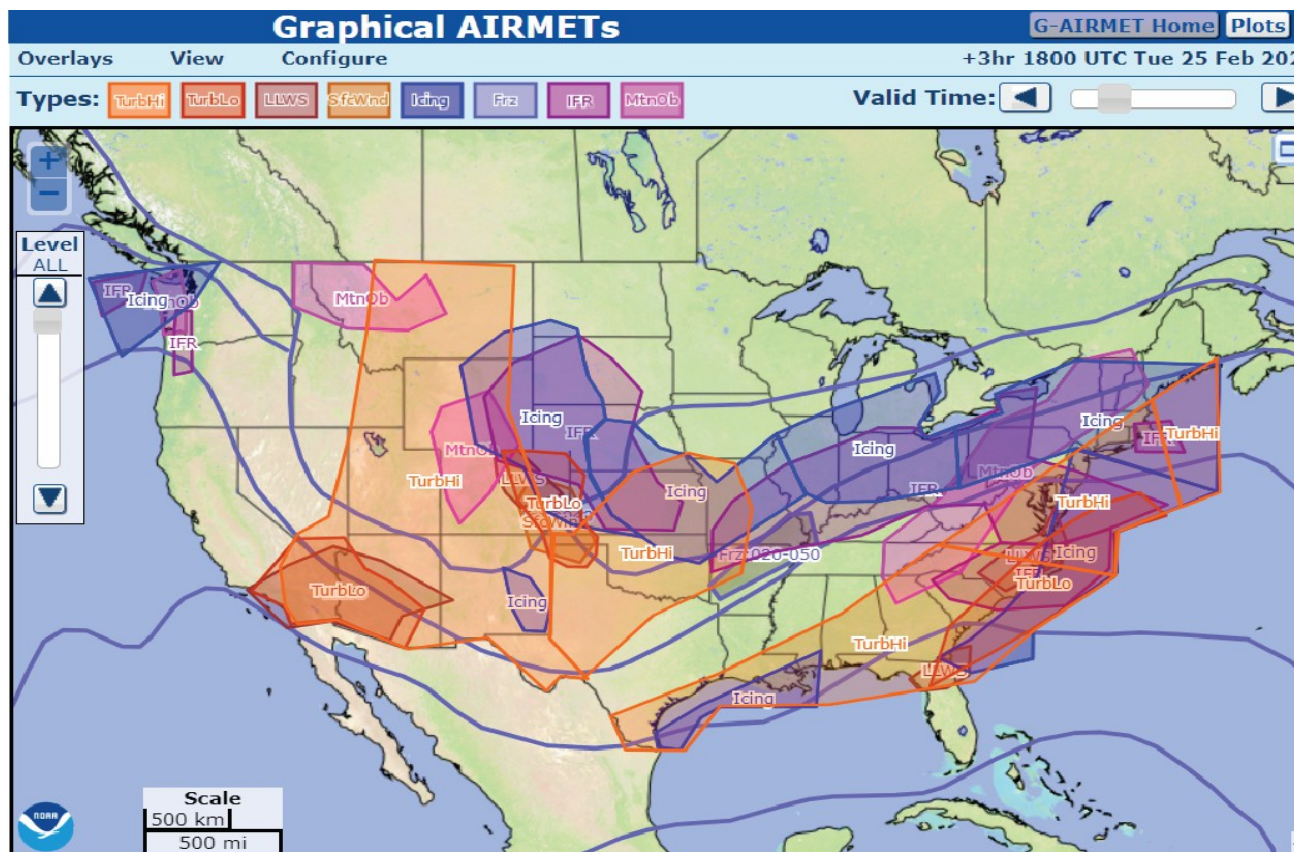 Graphical AIRMETs
G-AIRMET Home Plots
Overlays View Configure
+3hr 1800 UTC Tue 25 Feb 202
Types: TurbHi TurbLo LLWS SfcWnd Icing Frz IFR MtnOb
Valid Time:
+
−
Level
ALL
IFR
Icing
IFR
MtnOb
Icing
IFR
MtnOb
TurbHi
LLWS
TurbLo
Icing
TurbHi
Frz 020-050
Icing
IFR
MtnOb
Icing
IFR
TurbHi
TurbHi
Icing
IFR
TurbLo
TurbLo
Icing
TurbHi
LLWS
Icing
NOAA
Scale
500 km
500 mi